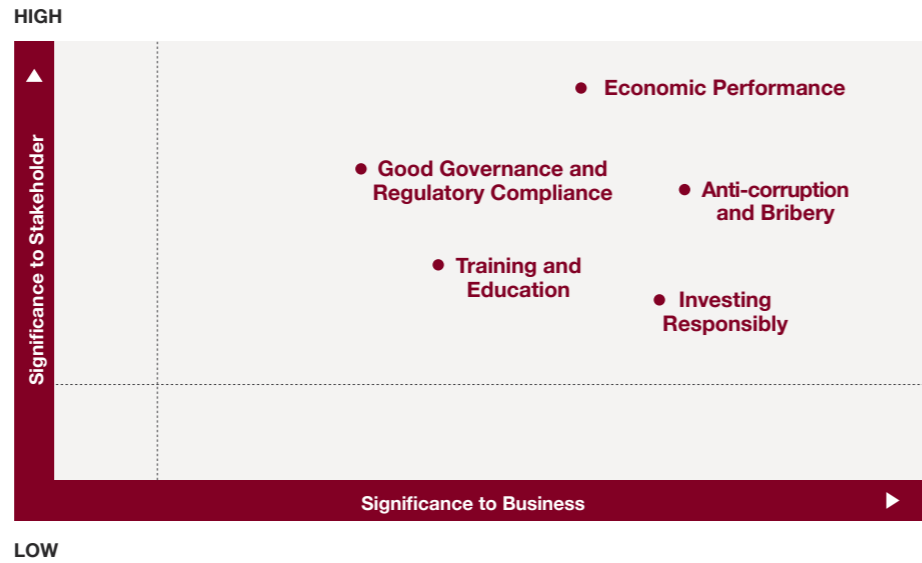 HIGH
Significance to Stakeholder
Economic Performance
Good Governance and
Regulatory Compliance
Anti-corruption
and Bribery
Training and
Education
Investing
Responsibly
Significance to Business
LOW